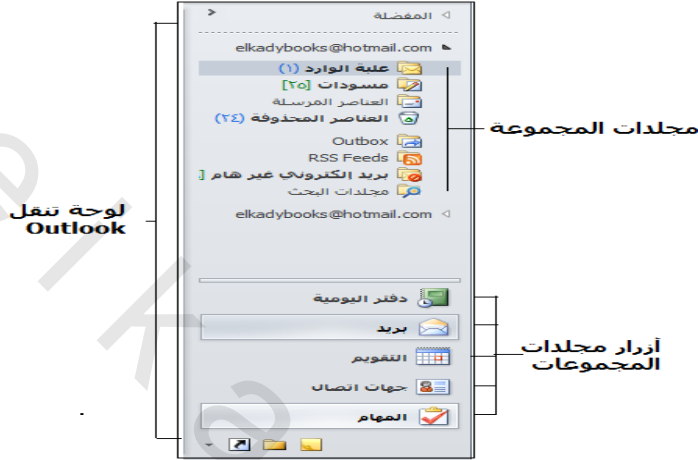 المفضلة
elkadybooks@hotmail.com
علبة الوارد (١)
مسودات [٢٥]
العناصر المرسلة
العناصر المحذوفة (٢٤)
Outbox
RSS Feeds
بريد الكتروني غير هام [
مجلدات البحث
elkadybooks@hotmail.com
مجلدات المجموعة
لوحة تنقل
Outlook
دفتر اليومية
بريد
التقويم
جهات اتصال
المهام
أزرار مجلدات
المجموعات
e l k a